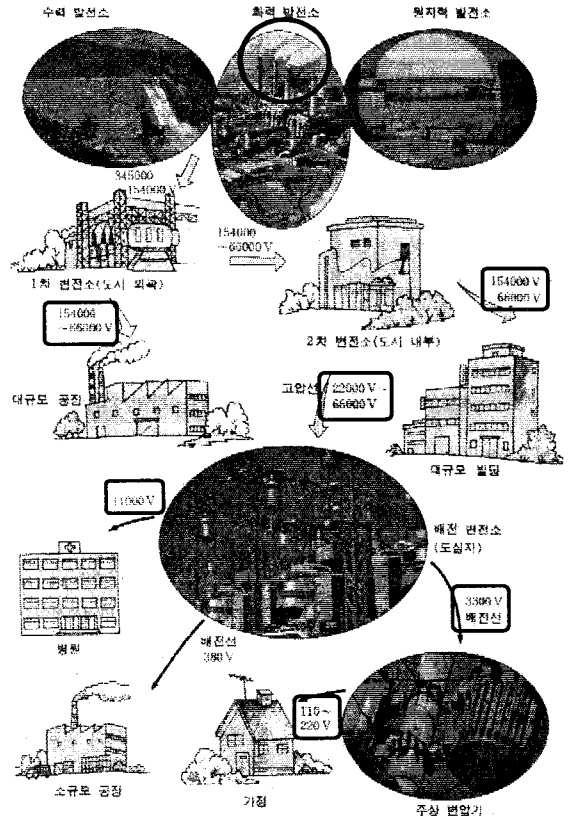 수력 발전소
화력 발전소
원자력 발전소
345000
154000 V
154000
~66000 V
1차 변전소(도시 외곽)
154000 V
66000 V
154000
~66000 V
2차 변전소(도시 내부)
대규모 공장
고압선
22000 V~
66000 V
대규모 빌딩
11000 V
배전 변전소
(도심지)
3300 V
배전선
병원
배전선
380 V
110~
220 V
소규모 공장
가정
주상 변압기